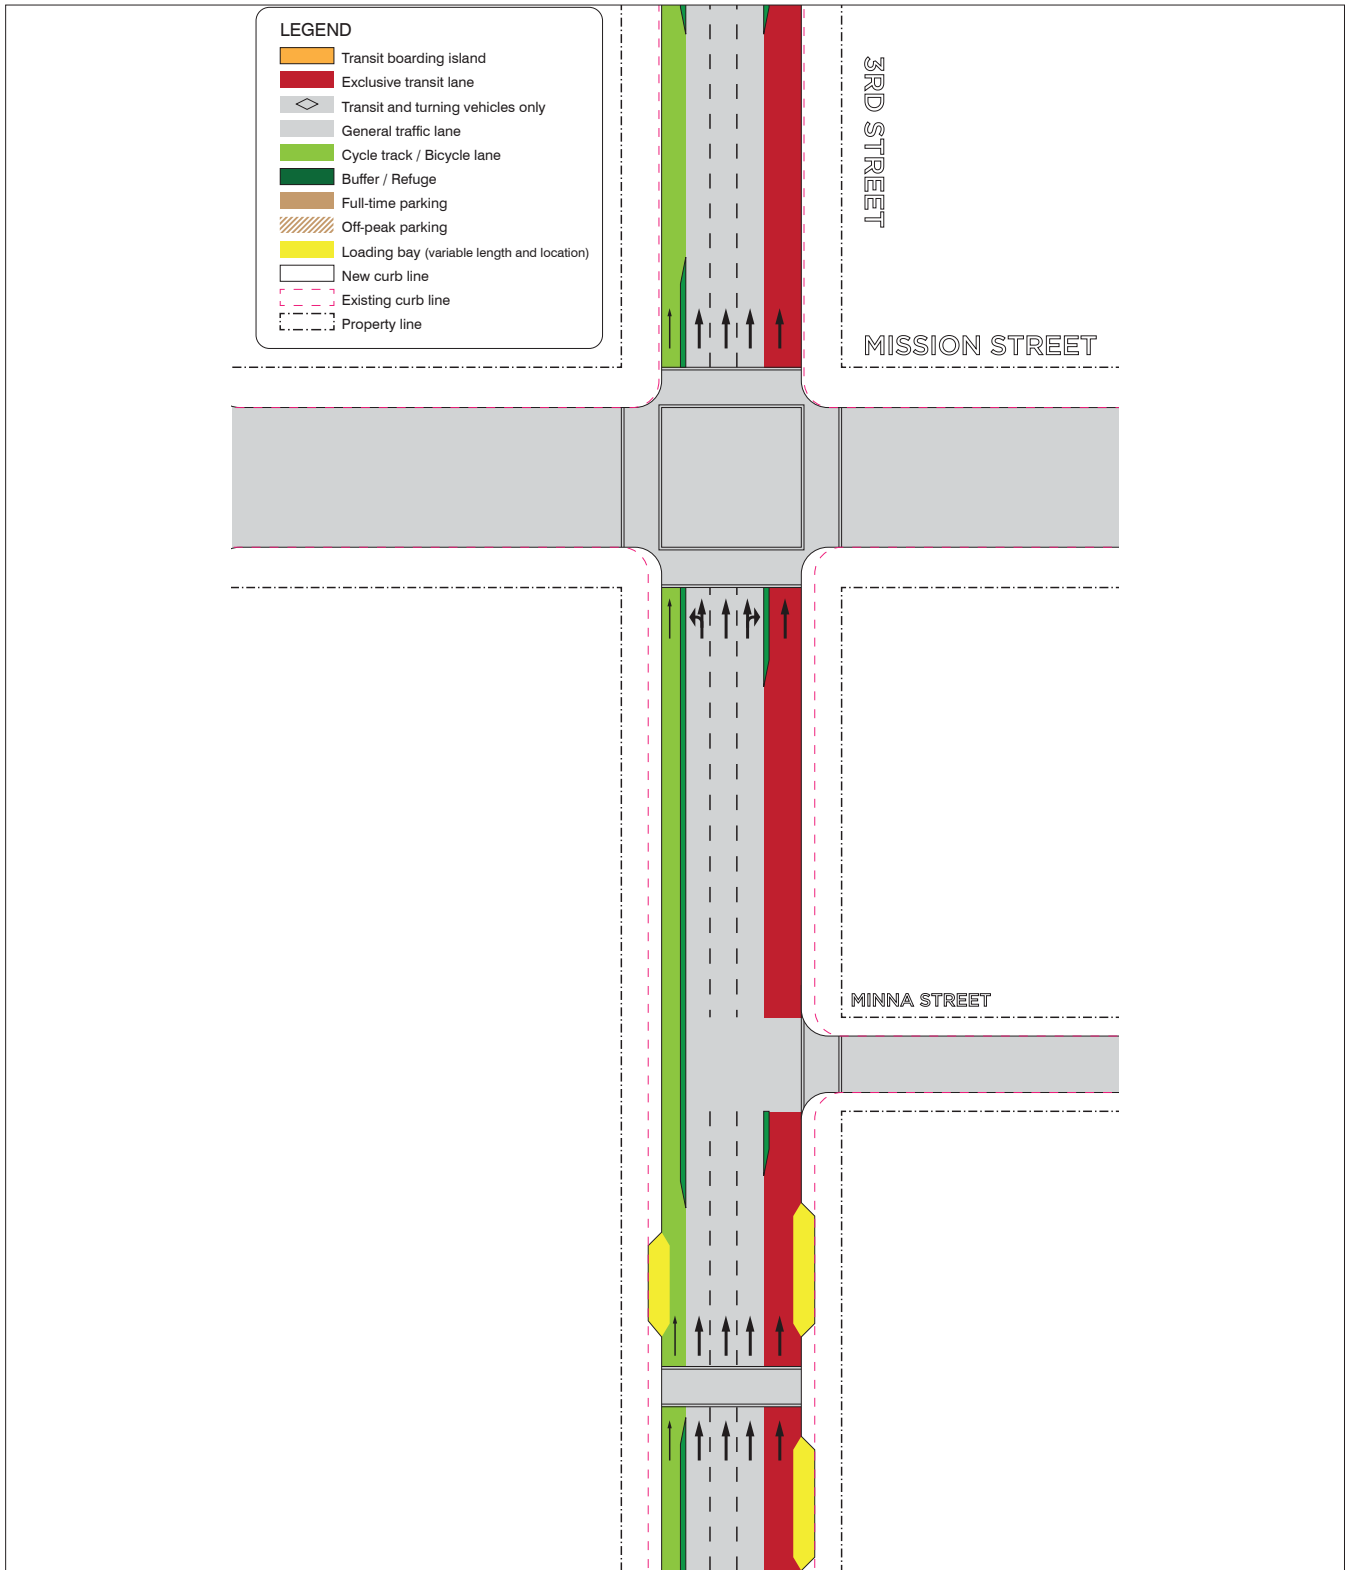 LEGEND
Transit boarding island
Exclusive transit lane
Transit and turning vehicles only
General traffic lane
Cycle track / Bicycle lane
Buffer / Refuge
Full-time parking
Off-peak parking
Loading bay (variable length and location)
New curb line
Existing curb line
Property line
3RD STREET
MISSION STREET
MINNA STREET